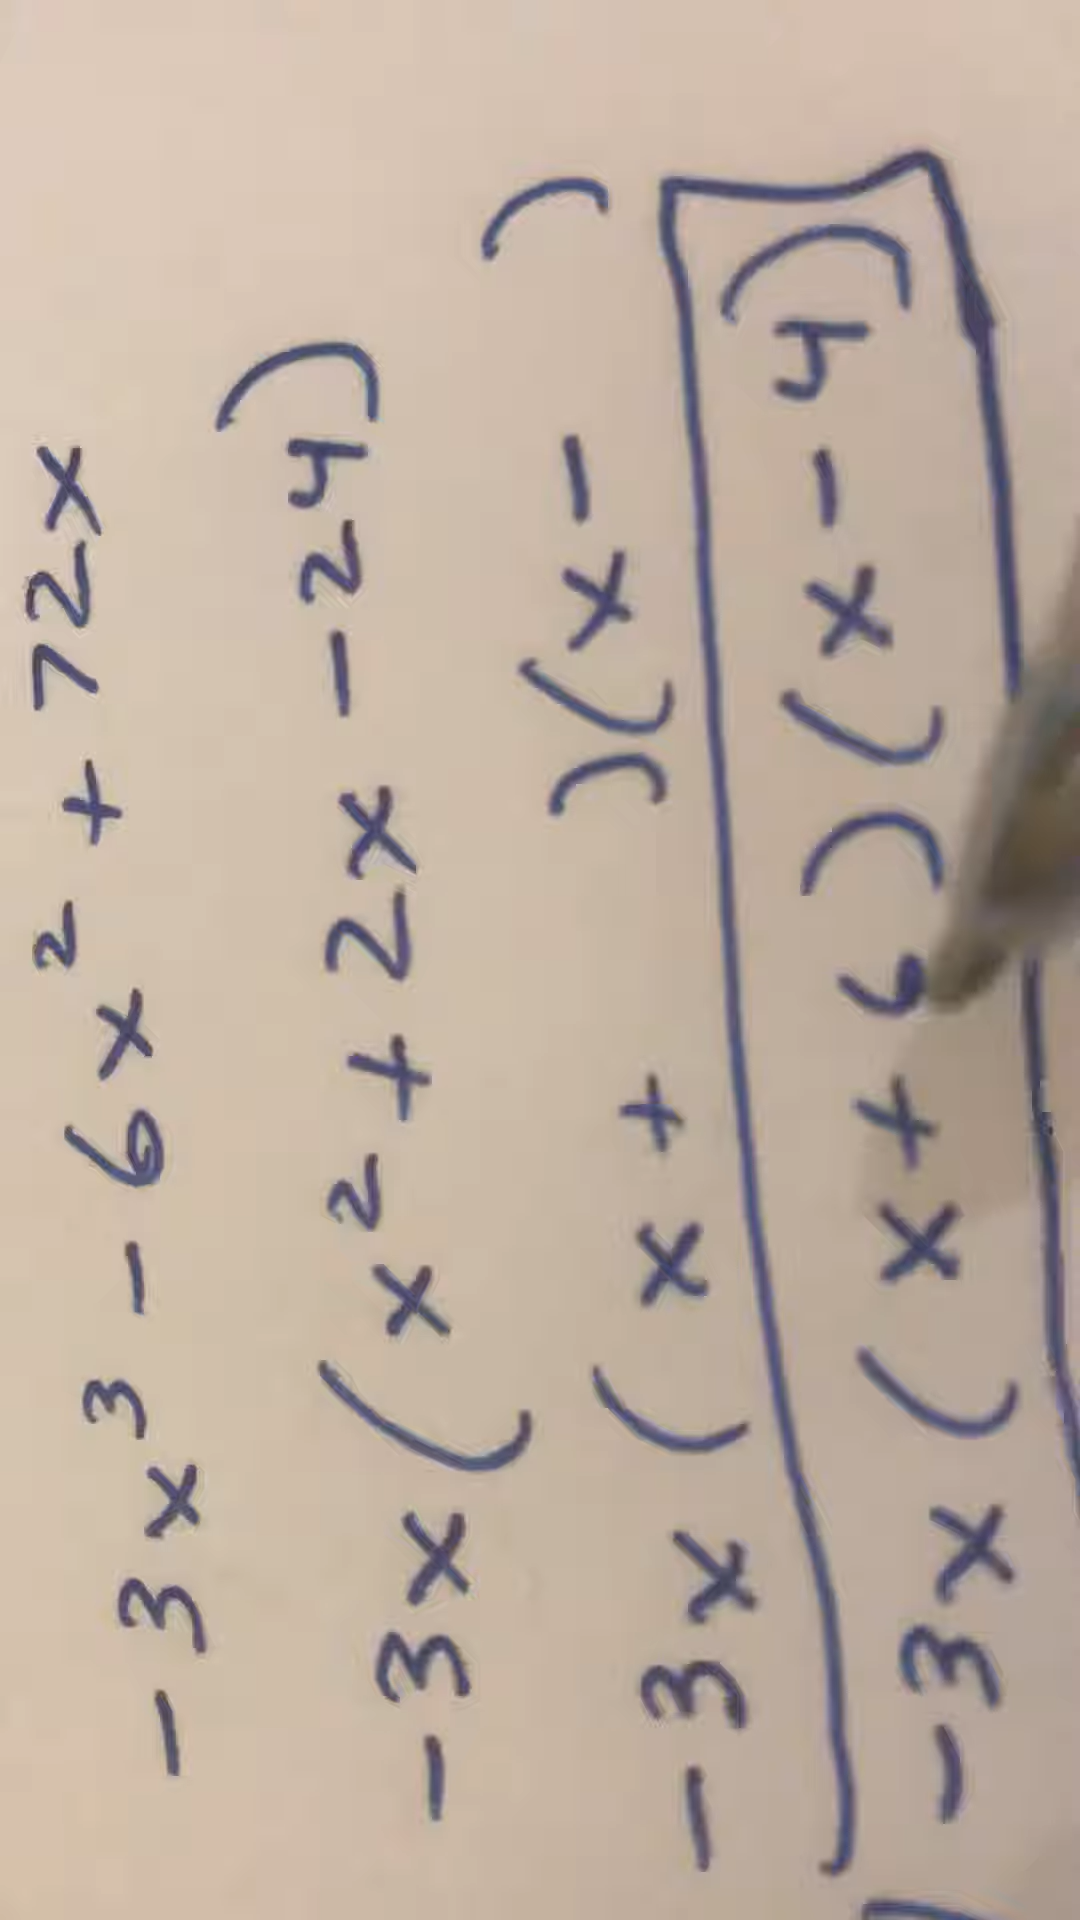 -3x³ - 6x² + 72x
-3x(x² + 2x - 24)
-3x(x + )(x - )
-3x(x + 6)(x - 4)